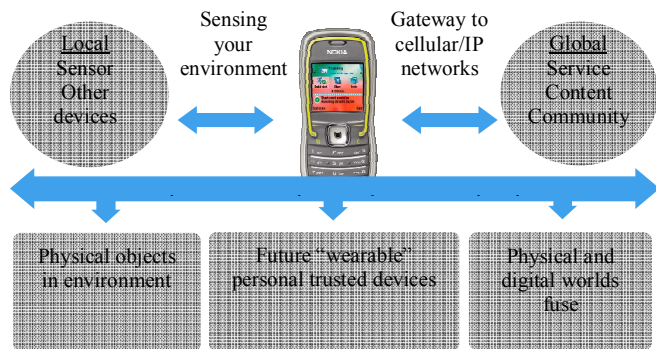 Local
Sensor
Other
devices
Sensing
your
environment
NOKIA
Gateway to
cellular/IP
networks
Global
Service
Content
Community
Physical objects
in environment
Future “wearable”
personal trusted devices
Physical and
digital worlds
fuse